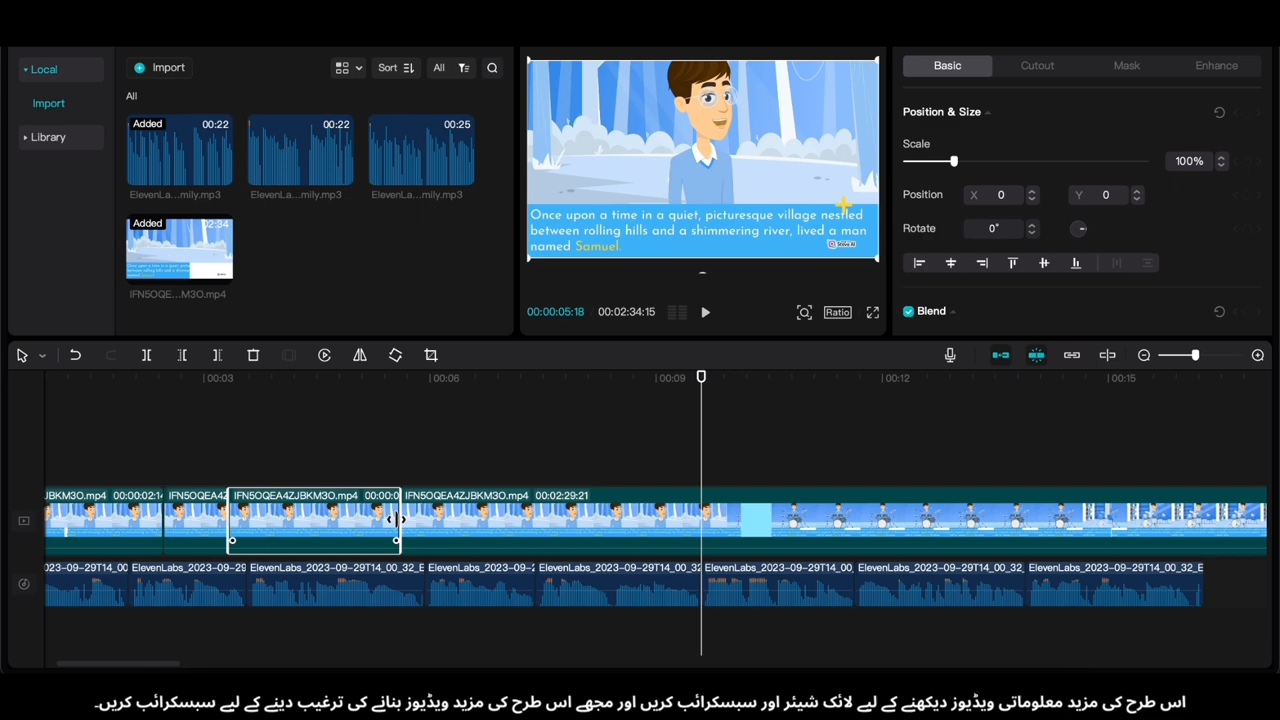 Local
Import
Library
Import
Sort
All
All
Added
00:22
ElevenLa...mily.mp3
00:22
ElevenLa...mily.mp3
00:25
ElevenLa...mily.mp3
Added
02:34
IFN5OQE...M3O.mp4
Once upon a time in a quiet, picturesque village nestled
between rolling hills and a shimmering river, lived a man
named Samuel.
Steve AI
00:00:05:18
00:02:34:15
Ratio
Basic
Cutout
Mask
Enhance
Position & Size
Scale
100%
Position
X 0
Y 0
Rotate
0°
Blend
00:03
00:06
00:09
00:12
00:15
JBKM3O.mp4 00:00:02:14
IFN5OQEA4Z
IFN5OQEA4ZJBKM3O.mp4 00:00:0
IFN5OQEA4ZJBKM3O.mp4 00:02:29:21
023-09-29T14_0
ElevenLabs_2023-09-29
ElevenLabs_2023-09-29T14_00_32_E
ElevenLabs_2023-09-2
ElevenLabs_2023-09-29T14_00_32
ElevenLabs_2023-09-29T14_00
ElevenLabs_2023-09-29T14_00_32_
ElevenLabs_2023-09-29T14_00_32_E
اس طرح کی مزید معلوماتی ویڈیوز دیکھنے کے لیے لائک شیئر اور سبسکرائب کریں اور مجھے اس طرح کی مزید ویڈیوز بنانے کی ترغیب دینے کے لیے سبسکرائب کریں۔